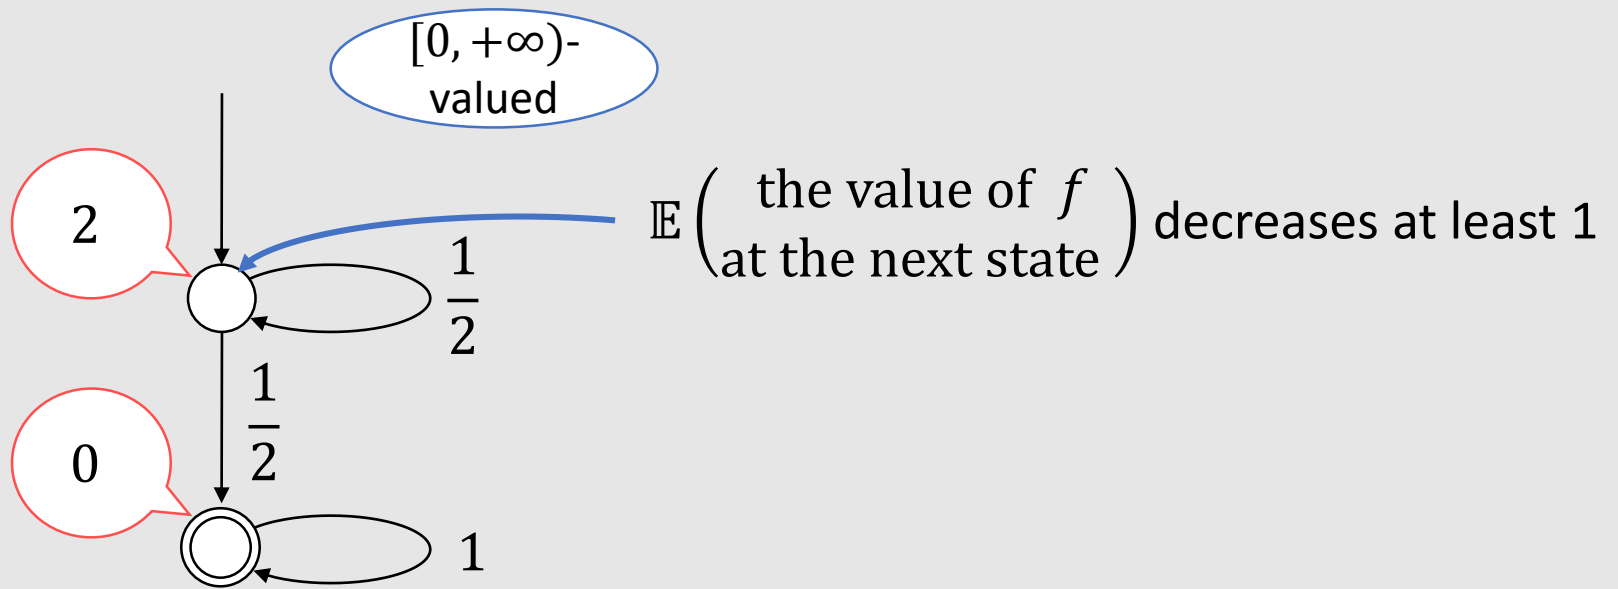 [0, +∞)-
valued
2
𝔼 ( the value of f
at the next state ) decreases at least 1
1/2
1/2
0
1